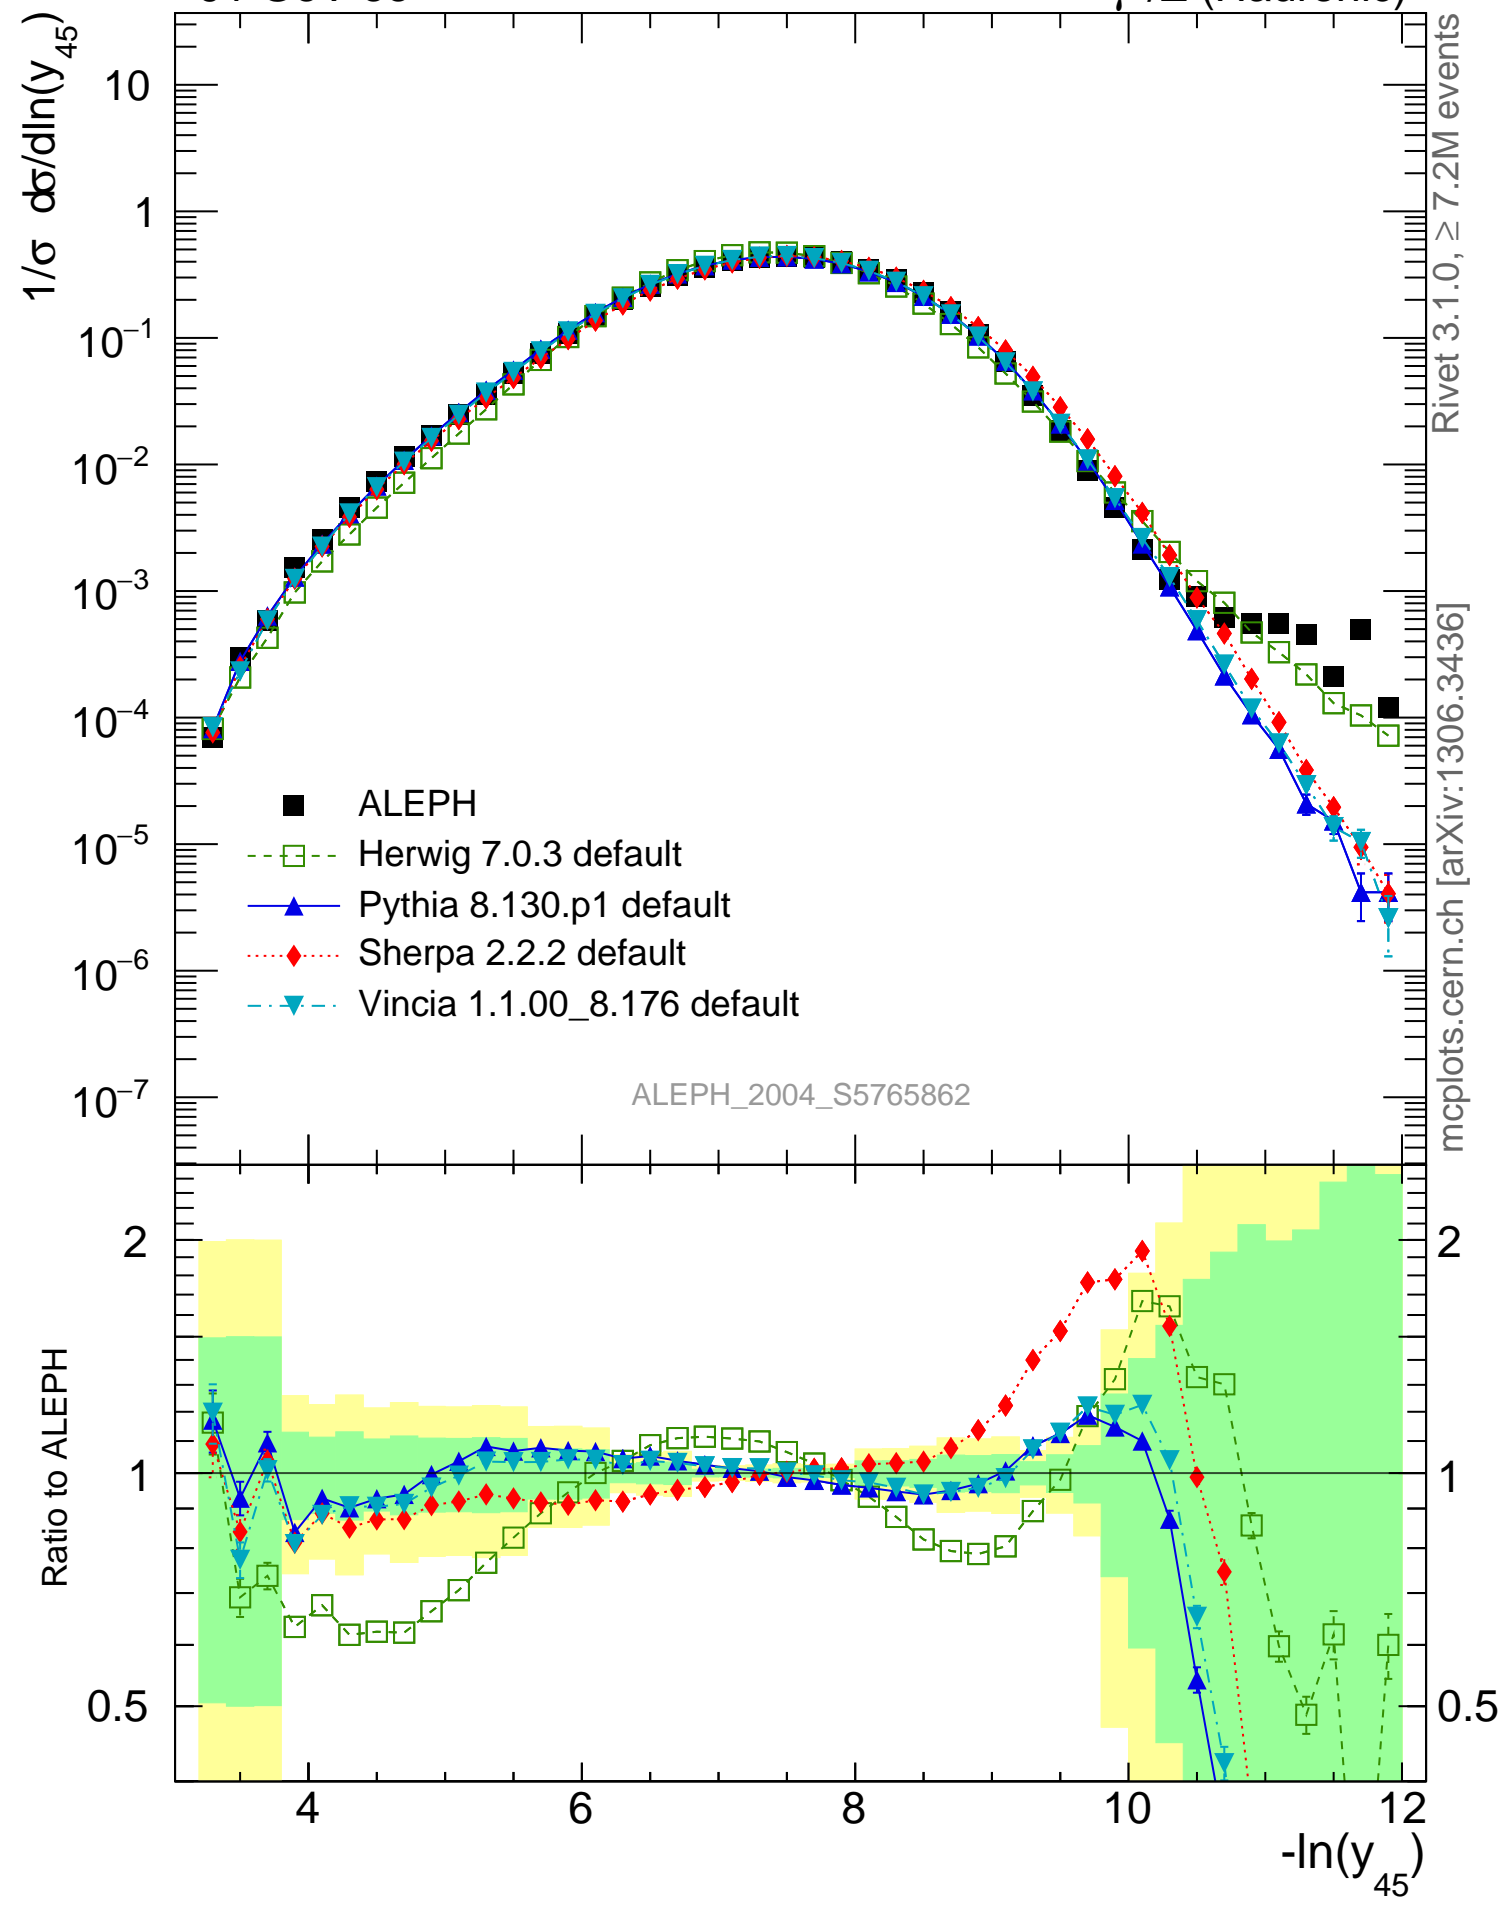 1/σ dσ/dln(y45)
10
1
10−1
10−2
10−3
10−4
10−5
10−6
10−7
ALEPH
Herwig 7.0.3 default
Pythia 8.130.p1 default
Sherpa 2.2.2 default
Vincia 1.1.00_8.176 default
ALEPH_2004_S5765862
Rivet 3.1.0, ≥ 7.2M events
mcplots.cern.ch [arXiv:1306.3436]
Ratio to ALEPH
2
1
0.5
2
1
0.5
4
6
8
10
12
-ln(y45)